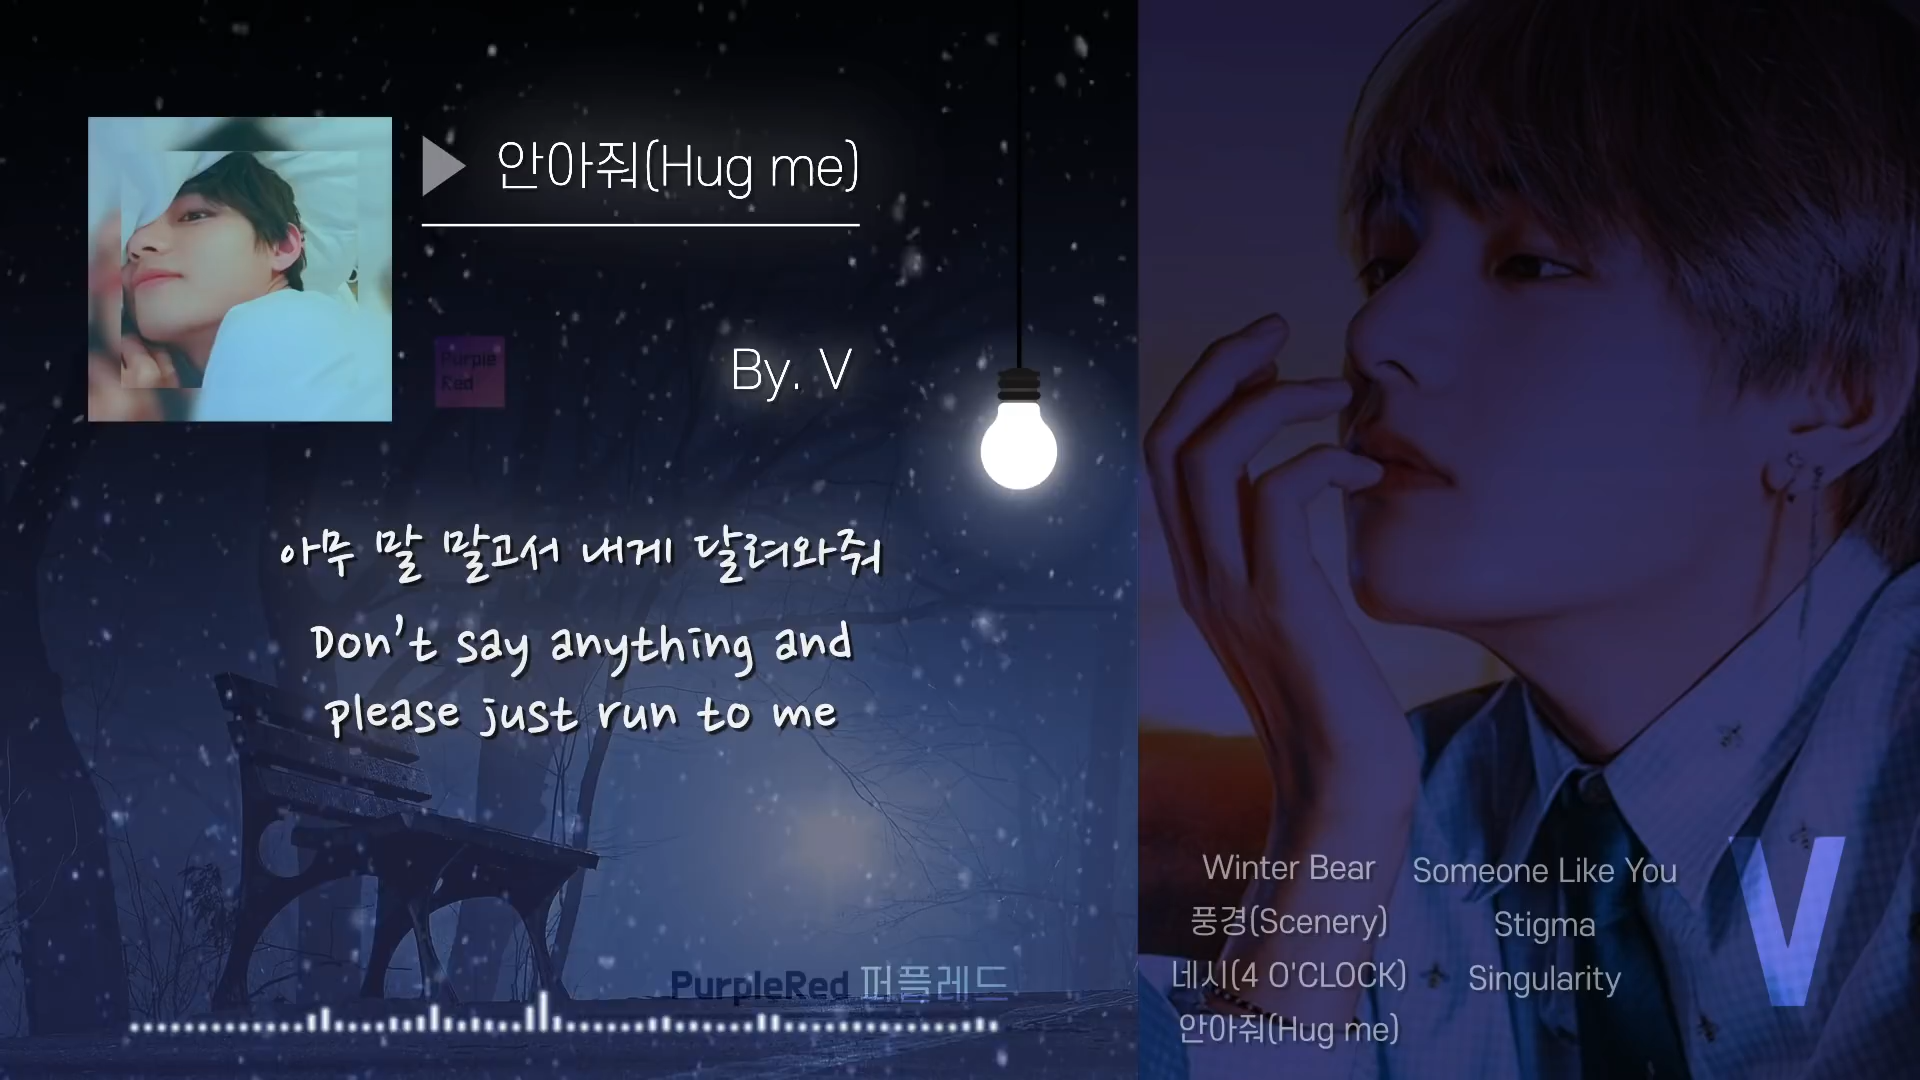 안아줘(Hug me)
By. V
Purple
Red
아무 말 말고서 내게 달려와줘
Don't say anything and
please just run to me
PurpleRed 퍼플레드
Winter Bear
풍경(Scenery)
네시(4 O'CLOCK)
안아줘(Hug me)
Someone Like You
Stigma
Singularity
V